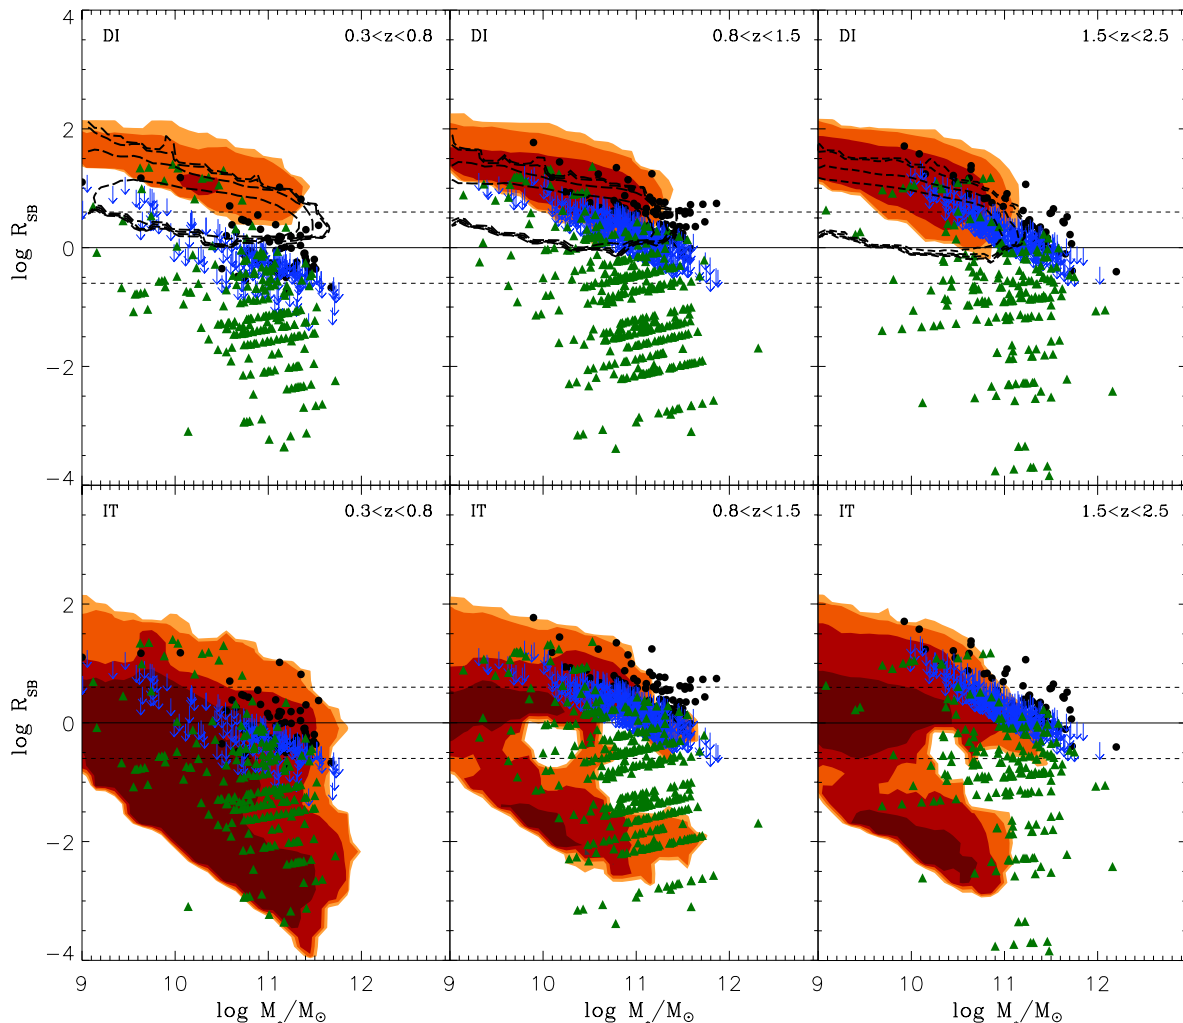 4
2
0
−2
−4
log R_SB
DI 0.3<z<0.8
DI 0.8<z<1.5
DI 1.5<z<2.5
2
0
−2
−4
log R_SB
IT 0.3<z<0.8
IT 0.8<z<1.5
IT 1.5<z<2.5
9 10 11 12
9 10 11 12
9 10 11 12
log M /M☉
log M /M☉
log M /M☉